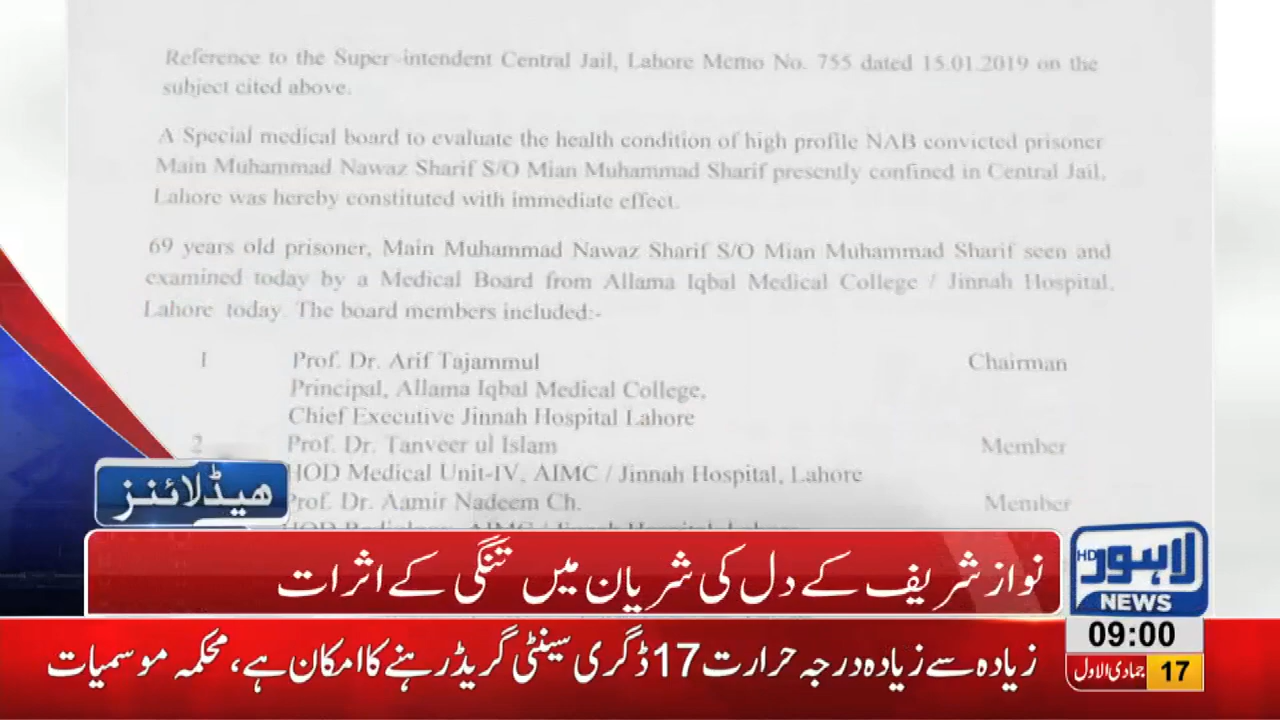 Reference to the Super-intendent Central Jail, Lahore Memo No. 755 dated 15.01.2019 on the
subject cited above.
A Special medical board to evaluate the health condition of high profile NAB convicted prisoner
Main Muhammad Nawaz Sharif S/O Mian Muhammad Sharif presently confined in Central Jail,
Lahore was hereby constituted with immediate effect.
69 years old prisoner, Main Muhammad Nawaz Sharif S/O Mian Muhammad Sharif seen and
examined today by a Medical Board from Allama Iqbal Medical College / Jinnah Hospital,
Lahore today. The board members included:-
1 Prof. Dr. Arif Tajammul Chairman
Principal, Allama Iqbal Medical College,
Chief Executive Jinnah Hospital Lahore
2 Prof. Dr. Tanveer ul Islam Member
HOD Medical Unit-IV, AIMC / Jinnah Hospital, Lahore
Prof. Dr. Aamir Nadeem Ch. Member
ہیڈلائنز
نواز شریف کے دل کی شریان میں تنگی کے اثرات
لاہور HD
NEWS
09:00
17 جمادی الاول
زیادہ سے زیادہ درجہ حرارت 17 ڈگری سینٹی گریڈ رہنے کا امکان ہے، محکمہ موسمیات